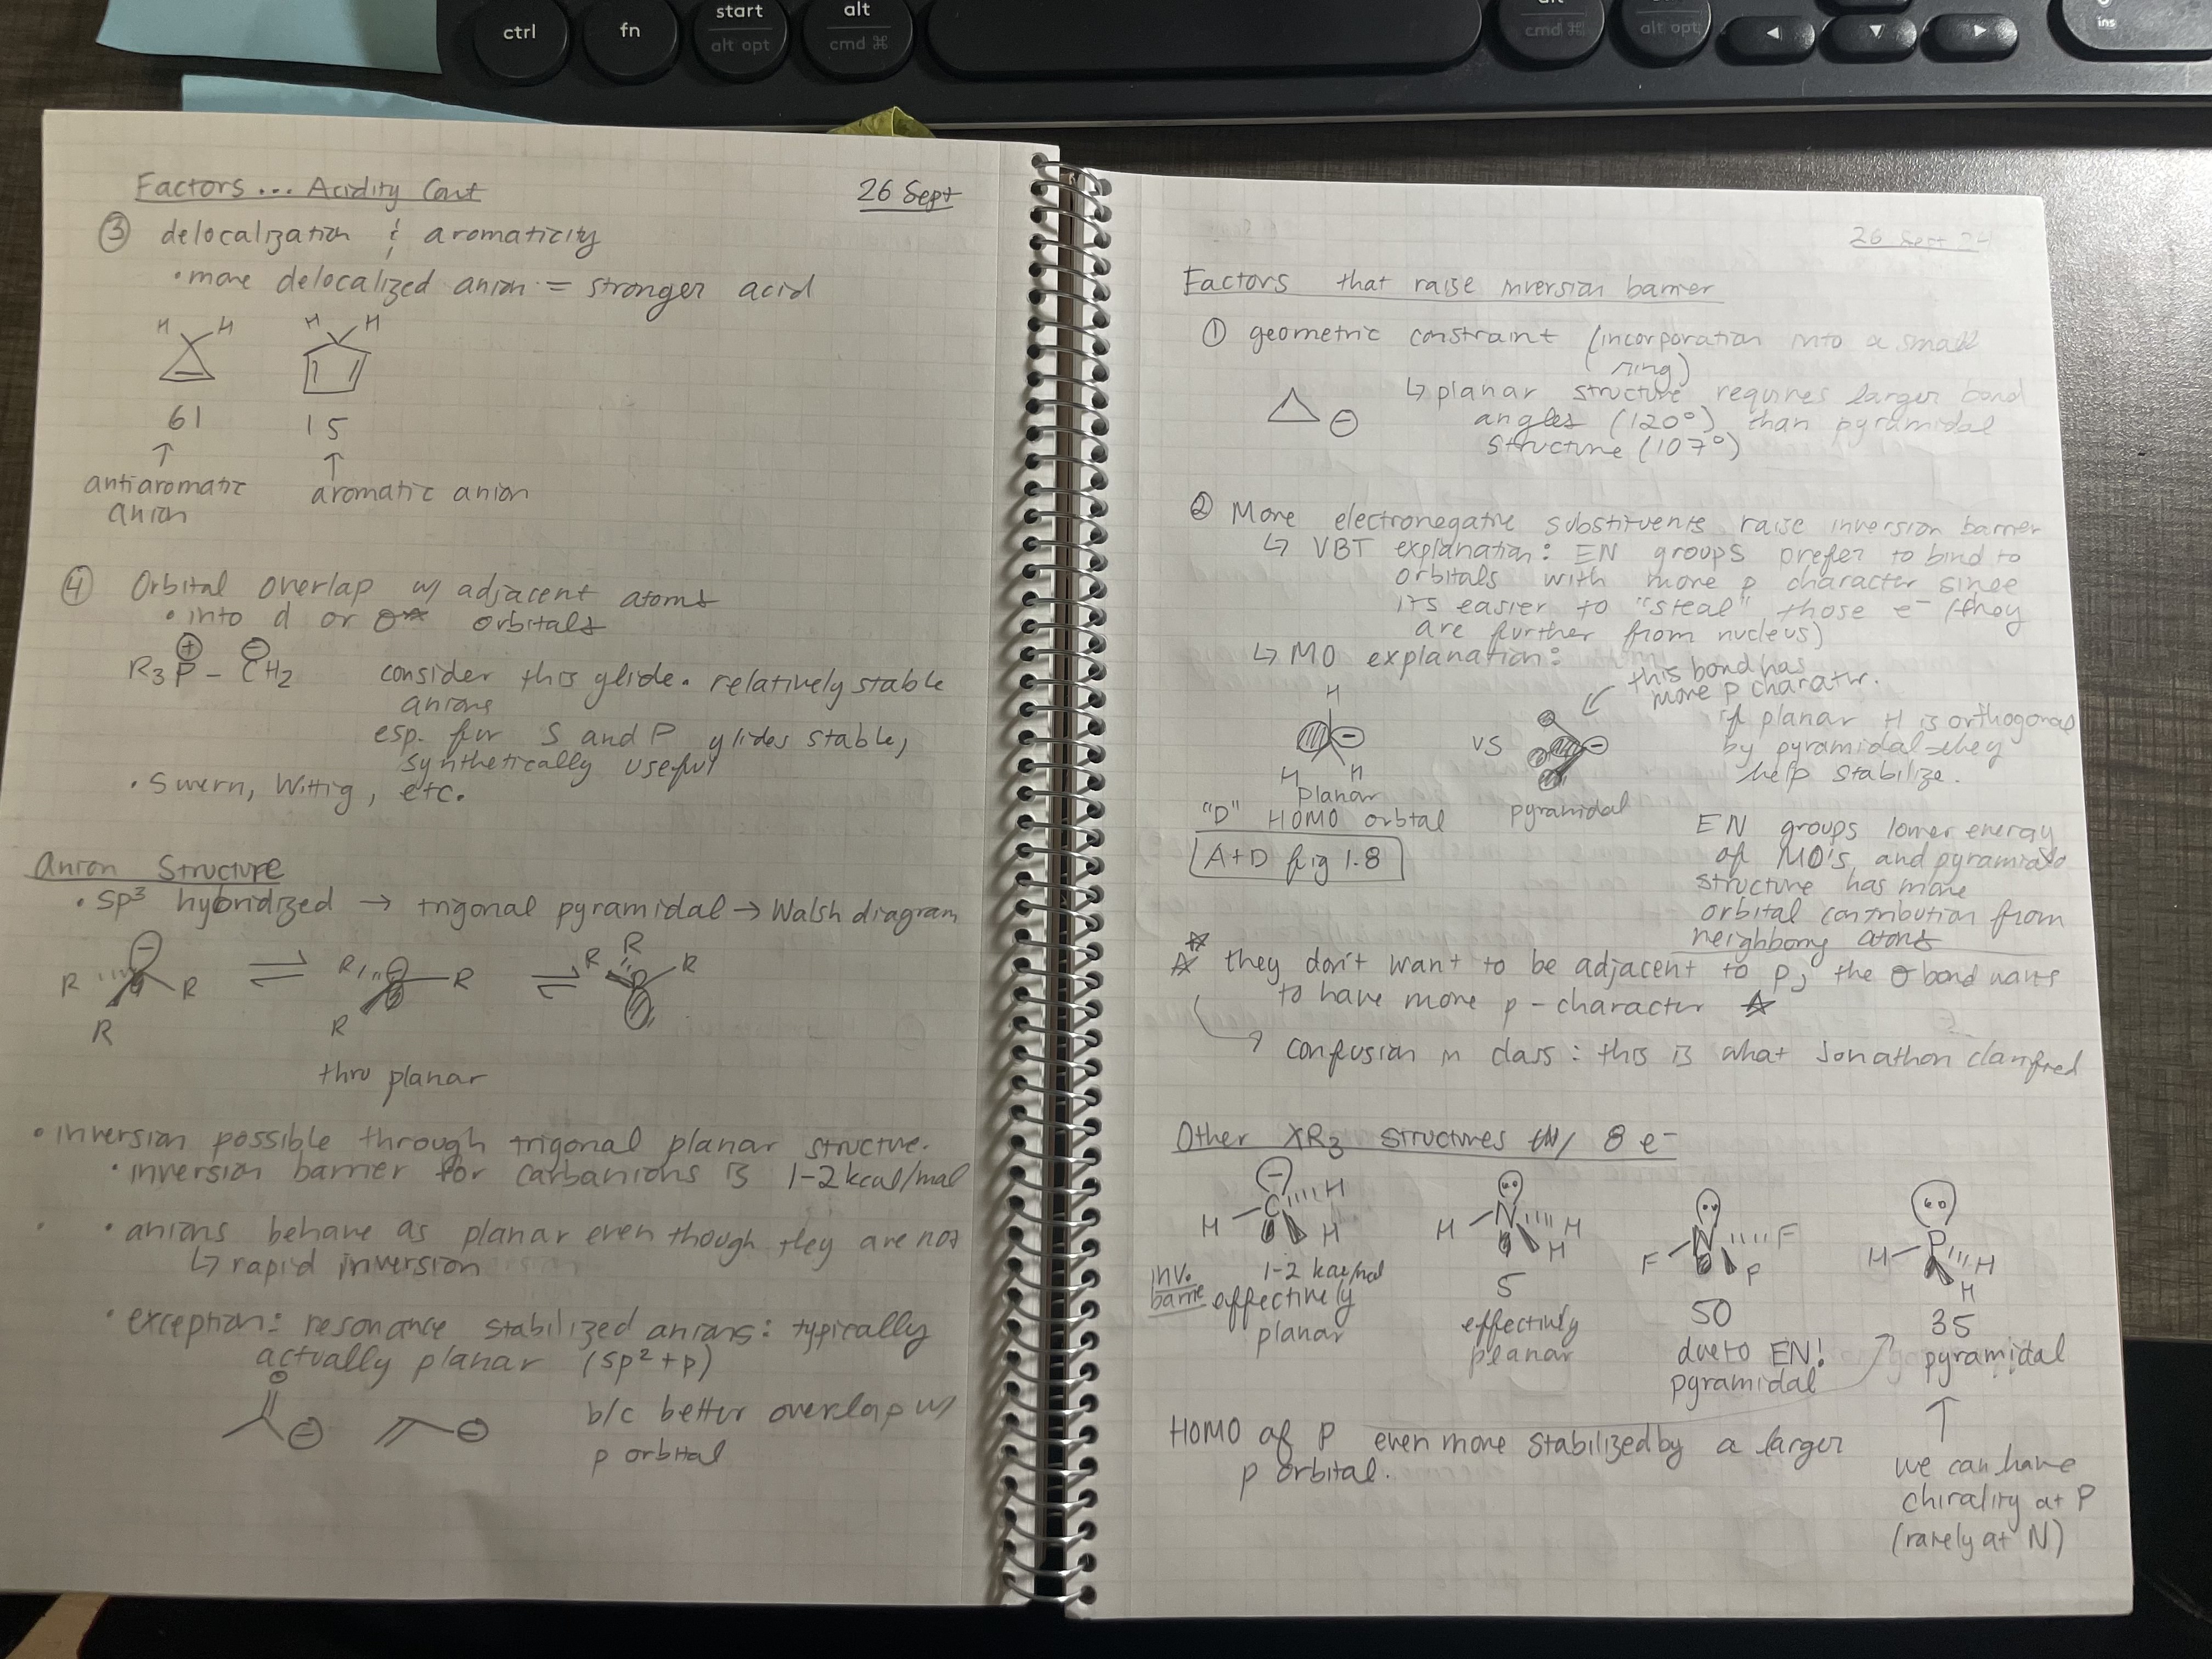 ctrl
fn
start
alt opt
alt
cmd ⌘
alt
cmd ⌘
ctrl
alt opt
◄
▼
►
ins
Factors... Acidity Cont
26 Sept
③ delocalization & aromaticity
• more delocalized anion = stronger acid
H H
H H
61
15
↑
↑
antiaromatic
anion
aromatic anion
④ Orbital overlap w/ adjacent atoms
• into d or σ* orbitals
R3P⊕ - ⊖CH2
consider this ylide. relatively stable
anions
esp. for S and P ylides stable,
synthetically useful
• Swern, Wittig, etc.
Anion Structure
• sp³ hybridized → trigonal pyramidal → Walsh diagram
R R R ⇌ R R R ⇌ R R R
thru planar
• inversion possible through trigonal planar structure.
• inversion barrier for carbanions is 1-2 kcal/mol
• anions behave as planar even though they are not
↳ rapid inversion
• exception: resonance stabilized anions: typically
actually planar (sp²+p)
O
⊖
⊖
b/c better overlap w/
p orbital
26 Sept 24
Factors that raise inversion barrier
① geometric constraint (incorporation into a small
ring)
↳ planar structure requires larger bond
angles (120°) than pyramidal
structure (107°)
⊖
② More electronegative substituents raise inversion barrier
↳ VBT explanation: EN groups prefer to bind to
orbitals with more p character since
it's easier to "steal" those e⁻ (they
are further from nucleus)
↳ MO explanation:
this bond has
more p charatr.
H
H H
planar
vs
pyramidal
if planar H is orthogonal
by pyramidal they
help stabilize.
"D" HOMO orbital
A+D fig 1.8
EN groups lower energy
of MO's, and pyramidal
structure has more
orbital contribution from
neighboring atoms
☆ they don't want to be adjacent to p, the σ bond wants
to have more p-character ☆
→ confusion in class: this is what Jonathon clarified
Other XR3 structures w/ 8 e⁻
H C H H
H N H H
F N F F
H P H H
inv.
barrie
1-2 kcal/mol
effectively
planar
5
effectively
planar
50
due to EN!
pyramidal
35
pyramidal
↑
we can have
chirality at P
(rarely at N)
HOMO of P even more stabilized by a larger
p orbital.